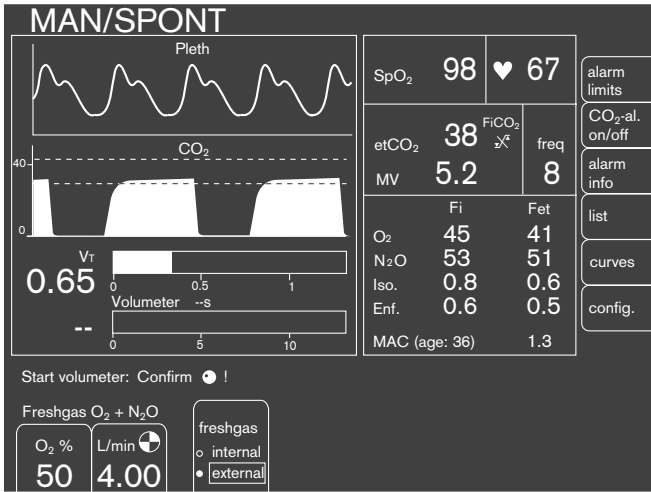 MAN/SPONT
Pleth
CO₂
40
0
VT
0.65
0 0.5 1
Volumeter --s
--
0 5 10
SpO₂ 98 ♥ 67
etCO₂ 38 FiCO₂ freq
MV 5.2 8
Fi Fet
O₂ 45 41
N₂O 53 51
Iso. 0.8 0.6
Enf. 0.6 0.5
MAC (age: 36) 1.3
alarm
limits
CO₂-al.
on/off
alarm
info
list
curves
config.
Start volumeter: Confirm !
Freshgas O₂ + N₂O
O₂ % L/min
50 4.00
freshgas
internal
external